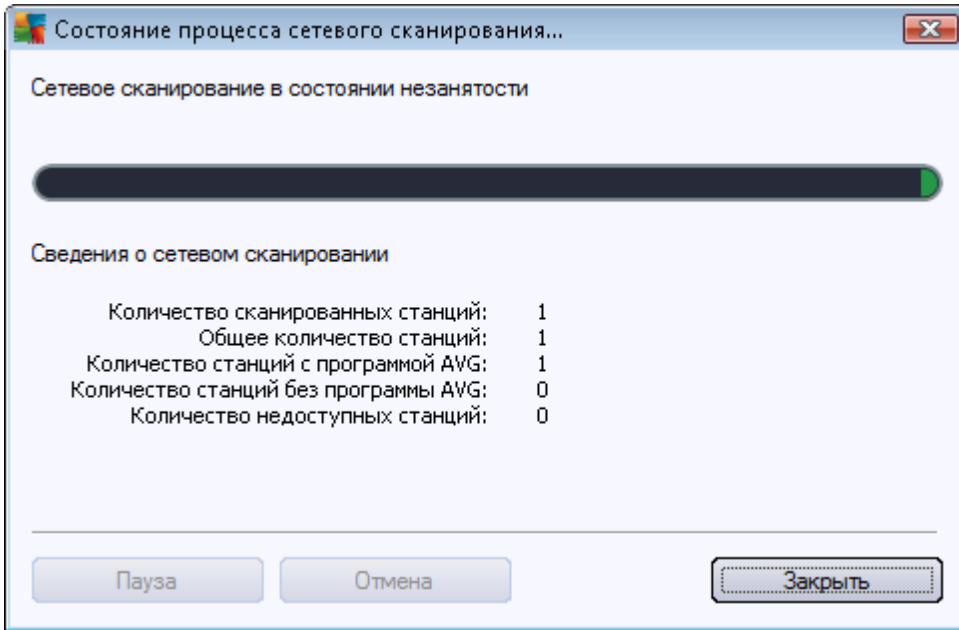 Состояние процесса сетевого сканирования...
Сетевое сканирование в состоянии незанятости
Сведения о сетевом сканировании
Количество сканированных станций: 1
Общее количество станций: 1
Количество станций с программой AVG: 1
Количество станций без программы AVG: 0
Количество недоступных станций: 0
Пауза Отмена Закрыть